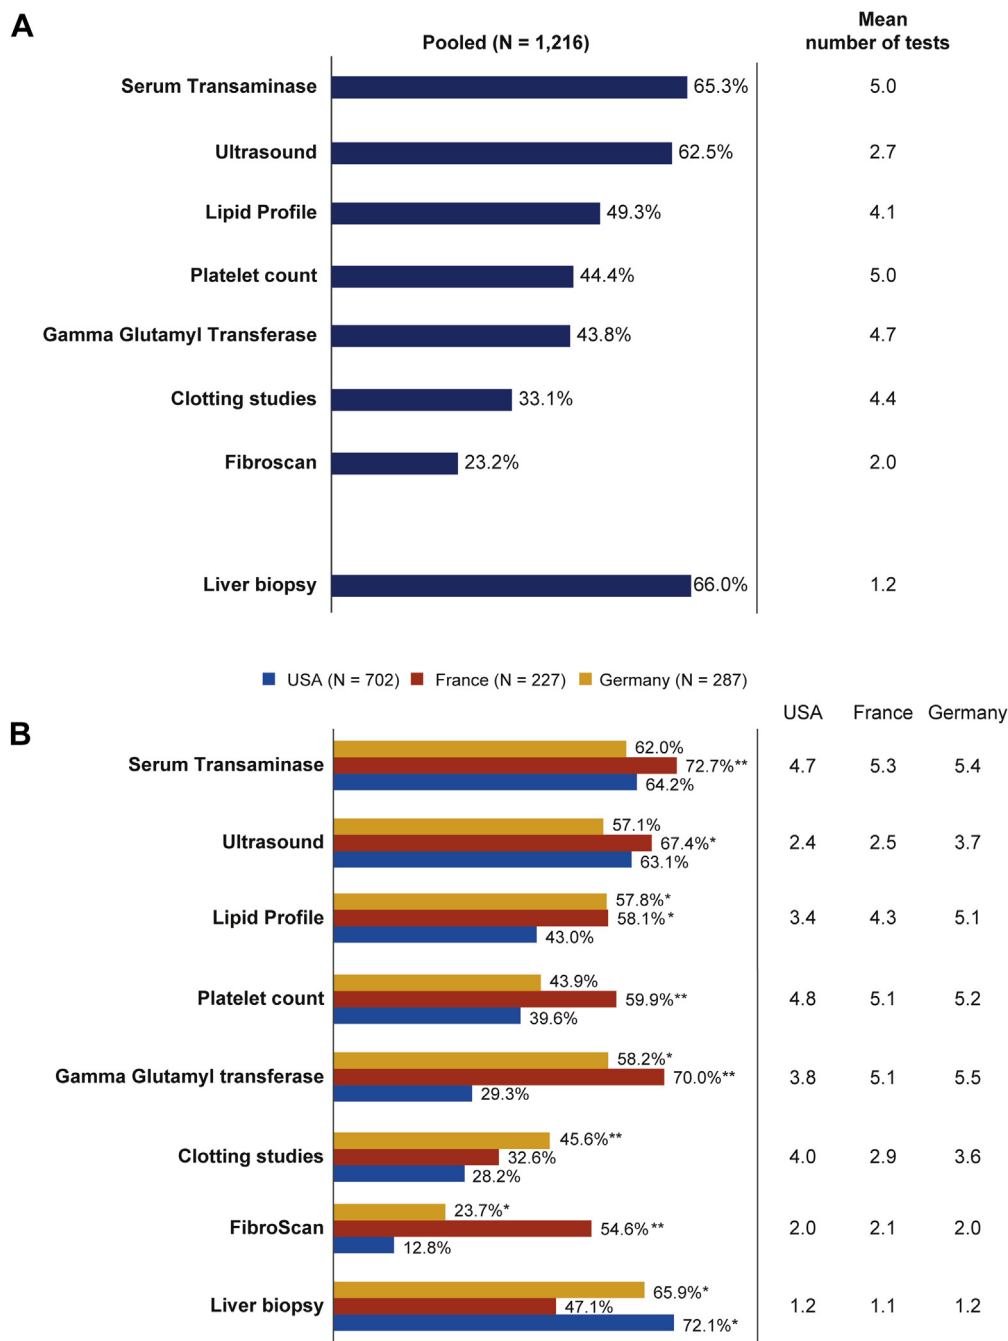 A
Pooled (N = 1,216)
Mean
number of tests
Serum Transaminase 65.3% 5.0
Ultrasound 62.5% 2.7
Lipid Profile 49.3% 4.1
Platelet count 44.4% 5.0
Gamma Glutamyl Transferase 43.8% 4.7
Clotting studies 33.1% 4.4
Fibroscan 23.2% 2.0
Liver biopsy 66.0% 1.2
USA (N = 702) France (N = 227) Germany (N = 287)
USA France Germany
B
62.0%
Serum Transaminase 72.7%** 4.7 5.3 5.4
64.2%
57.1%
Ultrasound 67.4%* 2.4 2.5 3.7
63.1%
57.8%*
Lipid Profile 58.1%* 3.4 4.3 5.1
43.0%
43.9%
Platelet count 59.9%** 4.8 5.1 5.2
39.6%
58.2%*
Gamma Glutamyl transferase 70.0%** 3.8 5.1 5.5
29.3%
45.6%**
Clotting studies 32.6% 4.0 2.9 3.6
28.2%
23.7%*
FibroScan 54.6%** 2.0 2.1 2.0
12.8%
65.9%*
Liver biopsy 47.1% 1.2 1.1 1.2
72.1%*